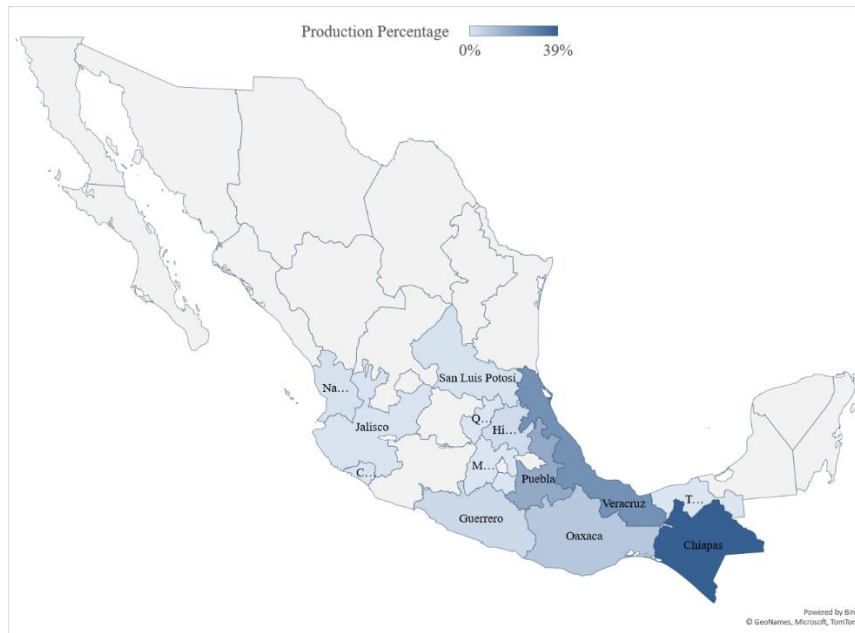 Production Percentage
0% 39%
San Luis Potosí
Na...
Jalisco
Q...
Hi...
C...
M...
Puebla
Veracruz
T...
Guerrero
Oaxaca
Chiapas
Powered by Bin
© GeoNames, Microsoft, TomTom